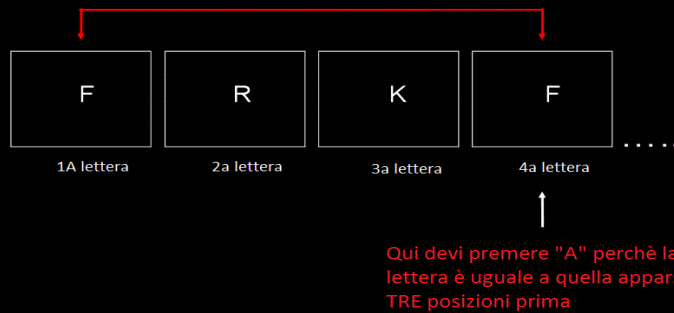 F R K F
1A lettera 2a lettera 3a lettera 4a lettera
.....
Qui devi premere "A" perchè la
lettera è uguale a quella
TRE posizioni prima